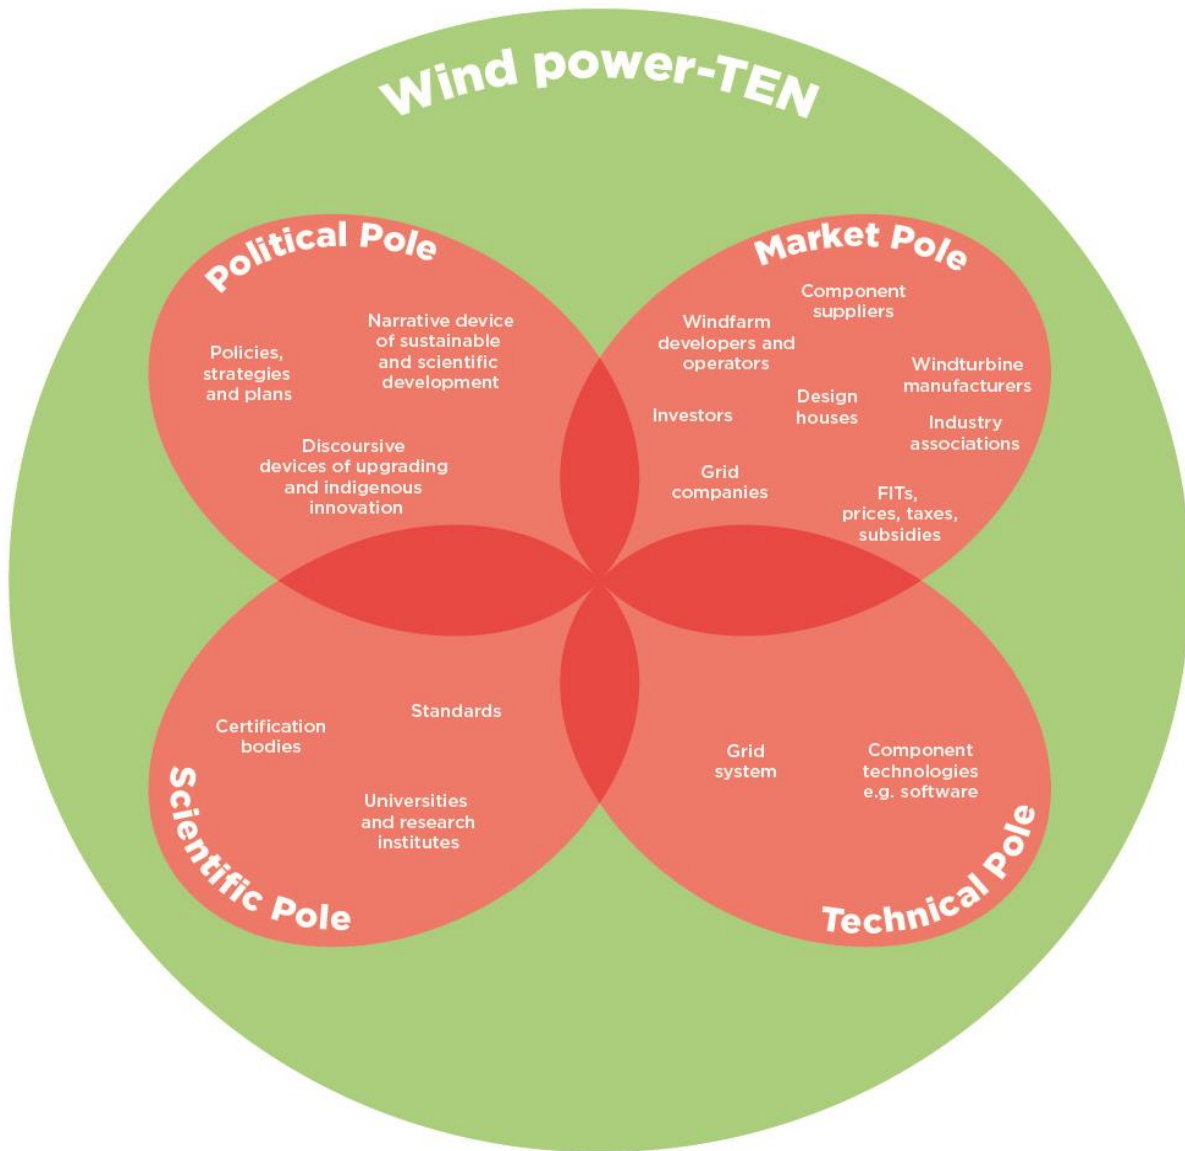 Wind power-TEN
Political Pole
Narrative device
of sustainable
and scientific
development
Policies,
strategies
and plans
Discoursive
devices of upgrading
and indigenous
innovation
Market Pole
Component
suppliers
Windfarm
developers and
operators
Windturbine
manufacturers
Design
houses
Investors
Industry
associations
Grid
companies
FITs,
prices, taxes,
subsidies
Standards
Certification
bodies
Universities
and research
institutes
Scientific Pole
Grid
system
Component
technologies
e.g. software
Technical Pole